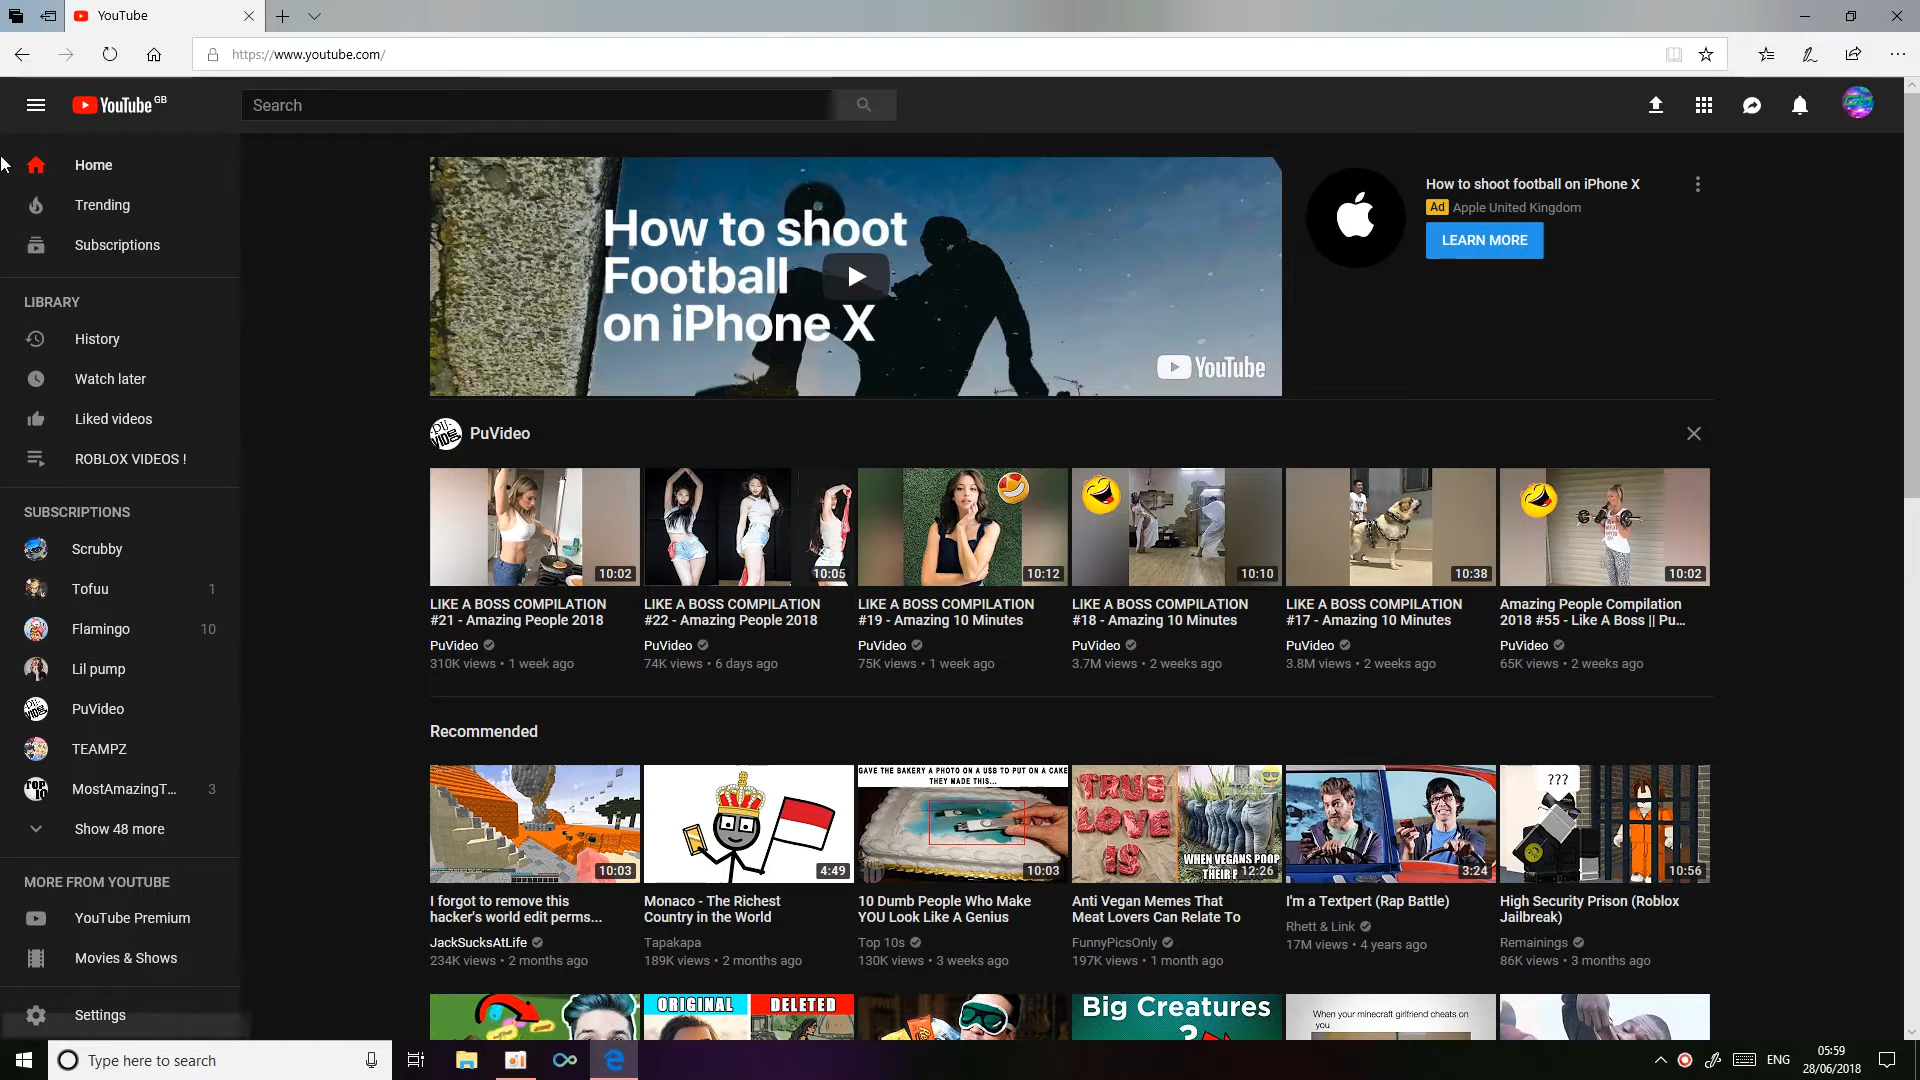 YouTube
https://www.youtube.com/
YouTube GB
Search
Home
Trending
Subscriptions
LIBRARY
History
Watch later
Liked videos
ROBLOX VIDEOS !
SUBSCRIPTIONS
Scrubby
Tofuu 1
Flamingo 10
Lil pump
PuVideo
TEAMPZ
MostAmazingT... 3
Show 48 more
MORE FROM YOUTUBE
YouTube Premium
Movies & Shows
Settings
How to shoot
Football
on iPhone X
YouTube
How to shoot football on iPhone X
Ad Apple United Kingdom
LEARN MORE
PuVideo
10:02
LIKE A BOSS COMPILATION
#21 - Amazing People 2018
PuVideo
310K views • 1 week ago
10:05
LIKE A BOSS COMPILATION
#22 - Amazing People 2018
PuVideo
74K views • 6 days ago
10:12
LIKE A BOSS COMPILATION
#19 - Amazing 10 Minutes
PuVideo
75K views • 1 week ago
10:10
LIKE A BOSS COMPILATION
#18 - Amazing 10 Minutes
PuVideo
3.7M views • 2 weeks ago
10:38
LIKE A BOSS COMPILATION
#17 - Amazing 10 Minutes
PuVideo
3.8M views • 2 weeks ago
10:02
Amazing People Compilation
2018 #55 - Like A Boss || Pu...
PuVideo
65K views • 2 weeks ago
Recommended
10:03
I forgot to remove this
hacker's world edit perms...
JackSucksAtLife
234K views • 2 months ago
4:49
Monaco - The Richest
Country in the World
Tapakapa
189K views • 2 months ago
GAVE THE BAKERY A PHOTO ON A USB TO PUT ON A CAKE
THEY MADE THIS...
10:03
10 Dumb People Who Make
YOU Look Like A Genius
Top 10s
130K views • 3 weeks ago
TRUE
LOVE
IS
WHEN VEGANS POOP
THEIR P
12:26
Anti Vegan Memes That
Meat Lovers Can Relate To
FunnyPicsOnly
197K views • 1 month ago
3:24
I'm a Textpert (Rap Battle)
Rhett & Link
17M views • 4 years ago
???
10:56
High Security Prison (Roblox
Jailbreak)
Remainings
86K views • 3 months ago
ORIGINAL DELETED
Big Creatures
?
When your minecraft girlfriend cheats on
you
Type here to search
ENG
05:59
28/06/2018